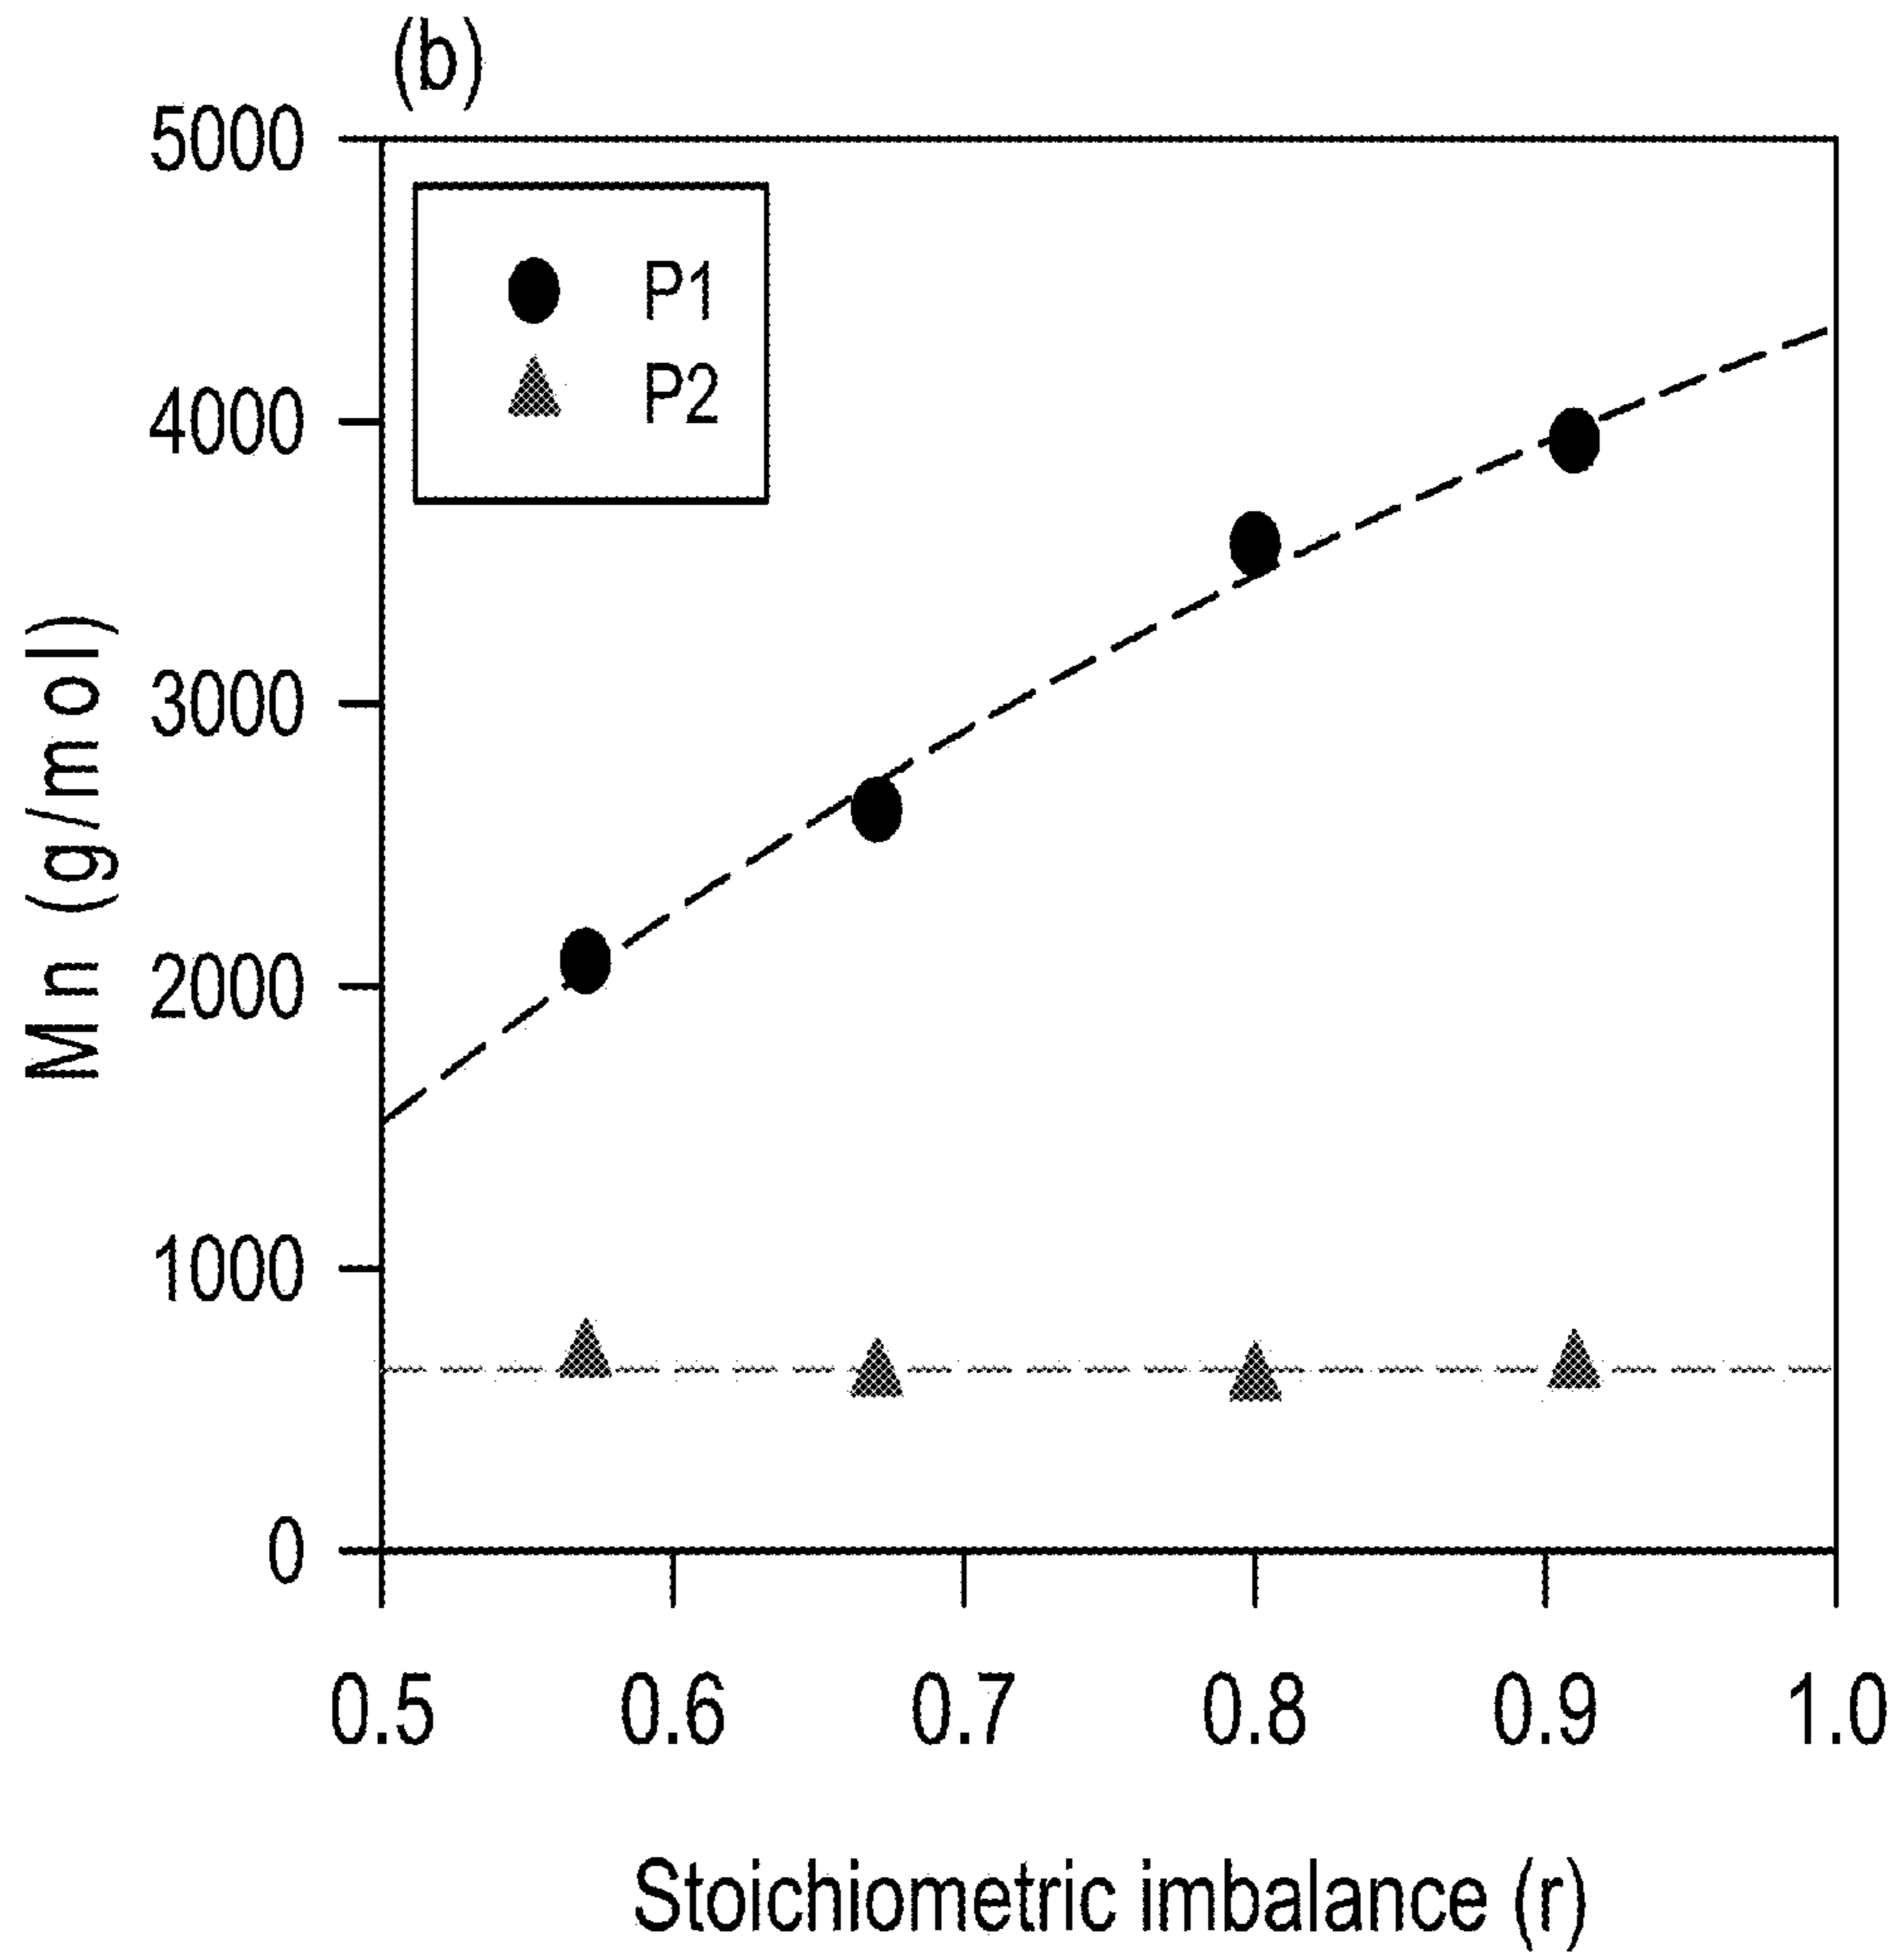 (b)
5000
4000
3000
2000
1000
0
Mn (g/mol)
P1
P2
0.5 0.6 0.7 0.8 0.9 1.0
Stoichiometric imbalance (r)